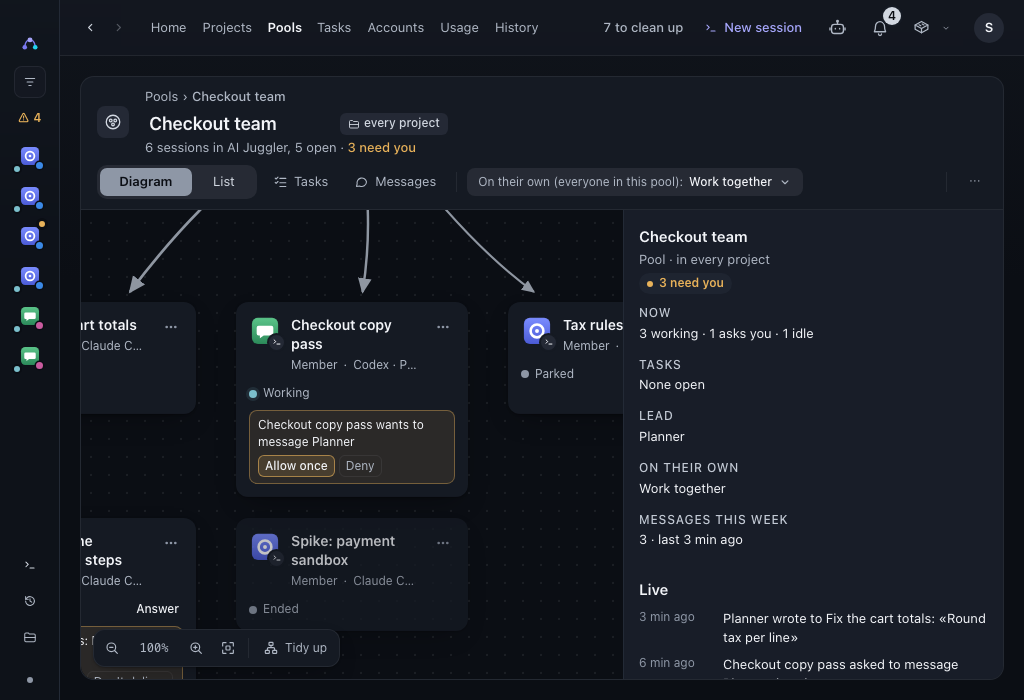 Home Projects Pools Tasks Accounts Usage History 7 to clean up New session 4 S
4
Pools › Checkout team
Checkout team every project
6 sessions in AI Juggler, 5 open · 3 need you
Diagram List Tasks Messages On their own (everyone in this pool): Work together ...
rt totals ...
Claude C...
Checkout copy pass ...
Member · Codex · P...
Working
Checkout copy pass wants to
message Planner
Allow once Deny
Tax rules
Member ·
Parked
steps ...
Claude C...
Answer
Spike: payment
sandbox ...
Member · Claude C...
Ended
100% Tidy up
Checkout team
Pool · in every project
3 need you
NOW
3 working · 1 asks you · 1 idle
TASKS
None open
LEAD
Planner
ON THEIR OWN
Work together
MESSAGES THIS WEEK
3 · last 3 min ago
Live
3 min ago Planner wrote to Fix the cart totals: «Round
tax per line»
6 min ago Checkout copy pass asked to message